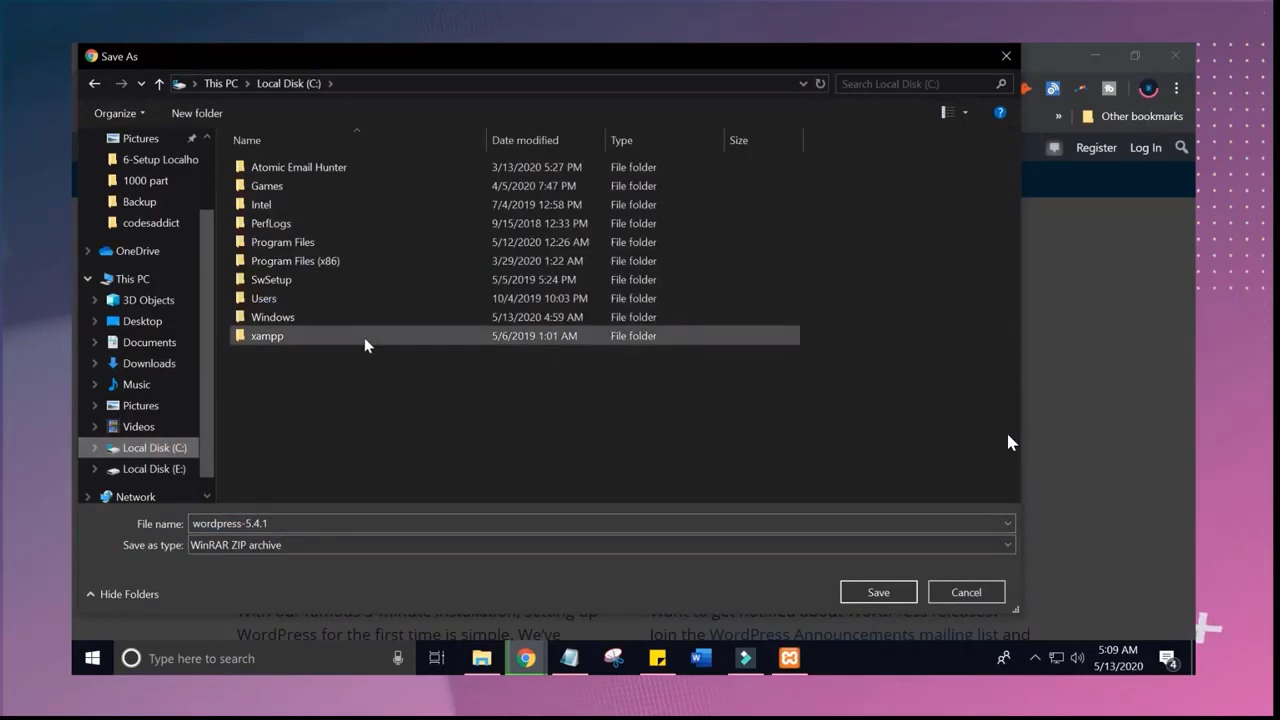 Save As
This PC > Local Disk (C:) >
Search Local Disk (C:)
Organize
New folder
Other bookmarks
Register Log In
Pictures
6-Setup Localho
1000 part
Backup
codesaddict
OneDrive
This PC
3D Objects
Desktop
Documents
Downloads
Music
Pictures
Videos
Local Disk (C:)
Local Disk (E:)
Network
Name Date modified Type Size
Atomic Email Hunter 3/13/2020 5:27 PM File folder
Games 4/5/2020 7:47 PM File folder
Intel 7/4/2019 12:58 PM File folder
PerfLogs 9/15/2018 12:33 PM File folder
Program Files 5/12/2020 12:26 AM File folder
Program Files (x86) 3/29/2020 1:22 AM File folder
SwSetup 5/5/2019 5:24 PM File folder
Users 10/4/2019 10:03 PM File folder
Windows 5/13/2020 4:59 AM File folder
xampp 5/6/2019 1:01 AM File folder
File name: wordpress-5.4.1
Save as type: WinRAR ZIP archive
Hide Folders
Save
Cancel
With our famous 5-minute installation, setting up
WordPress for the first time is simple. We've
Want to get notified about WordPress releases?
Join the WordPress Announcements mailing list and
Type here to search
5:09 AM
5/13/2020
4